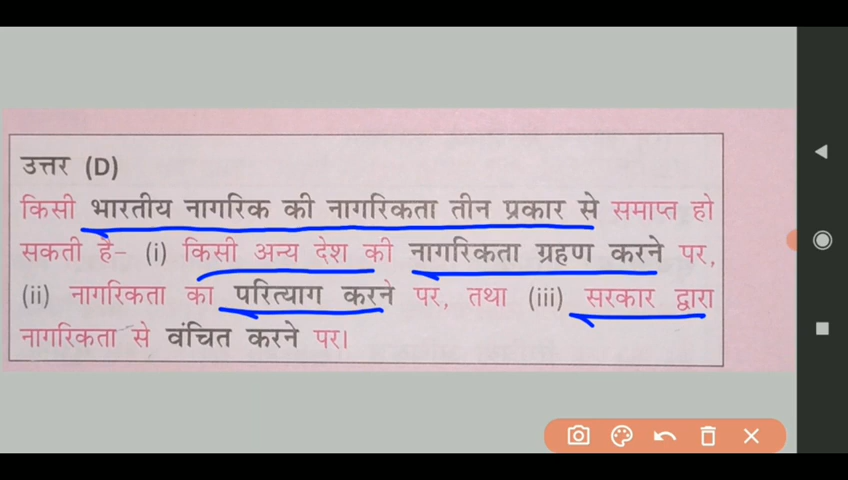 उत्तर (D)
किसी भारतीय नागरिक की नागरिकता तीन प्रकार से समाप्त हो
सकती है- (i) किसी अन्य देश की नागरिकता ग्रहण करने पर,
(ii) नागरिकता का परित्याग करने पर, तथा (iii) सरकार द्वारा
नागरिकता से वंचित करने पर।